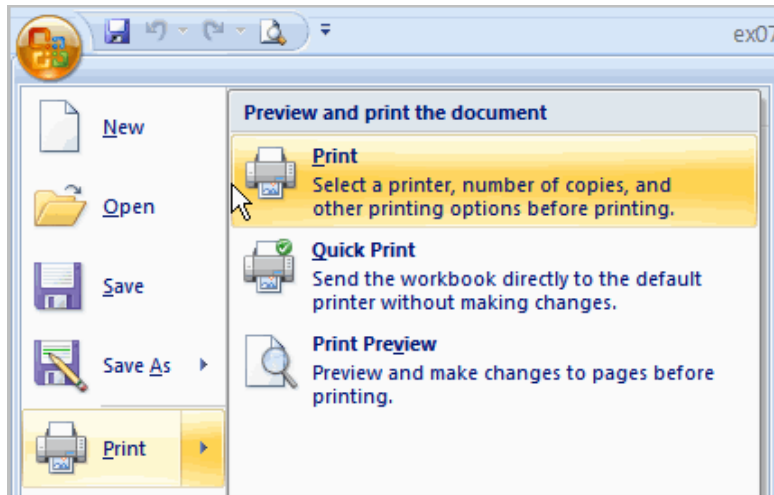 ex07
New
Open
Save
Save As
Print
Preview and print the document
Print
Select a printer, number of copies, and
other printing options before printing.
Quick Print
Send the workbook directly to the default
printer without making changes.
Print Preview
Preview and make changes to pages before
printing.